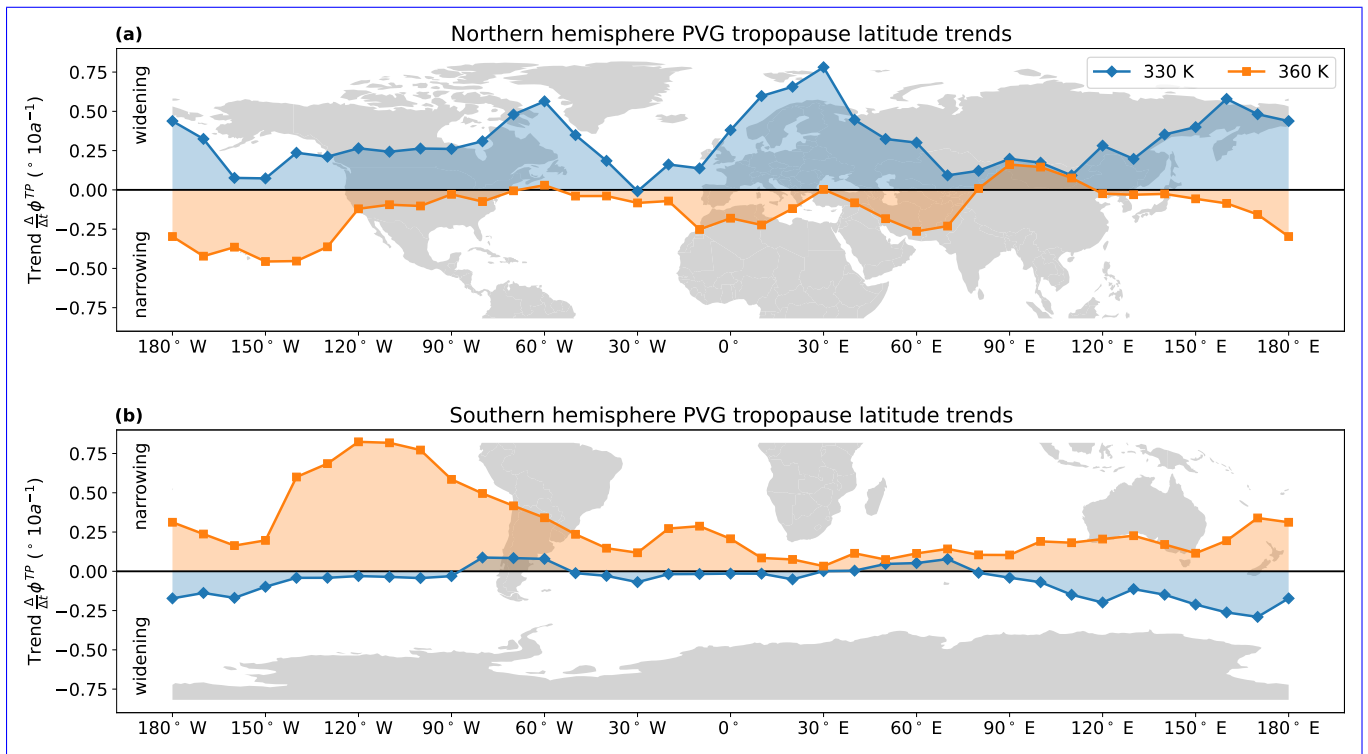 (a)
Northern hemisphere PVG tropopause latitude trends
330 K
360 K
widening
narrowing
Trend Δ/Δt ϕ^TP (° 10a⁻¹)
0.75
0.50
0.25
0.00
−0.25
−0.50
−0.75
180° W 150° W 120° W 90° W 60° W 30° W 0° 30° E 60° E 90° E 120° E 150° E 180° E
(b)
Southern hemisphere PVG tropopause latitude trends
narrowing
widening
Trend Δ/Δt ϕ^TP (° 10a⁻¹)
0.75
0.50
0.25
0.00
−0.25
−0.50
−0.75
180° W 150° W 120° W 90° W 60° W 30° W 0° 30° E 60° E 90° E 120° E 150° E 180° E